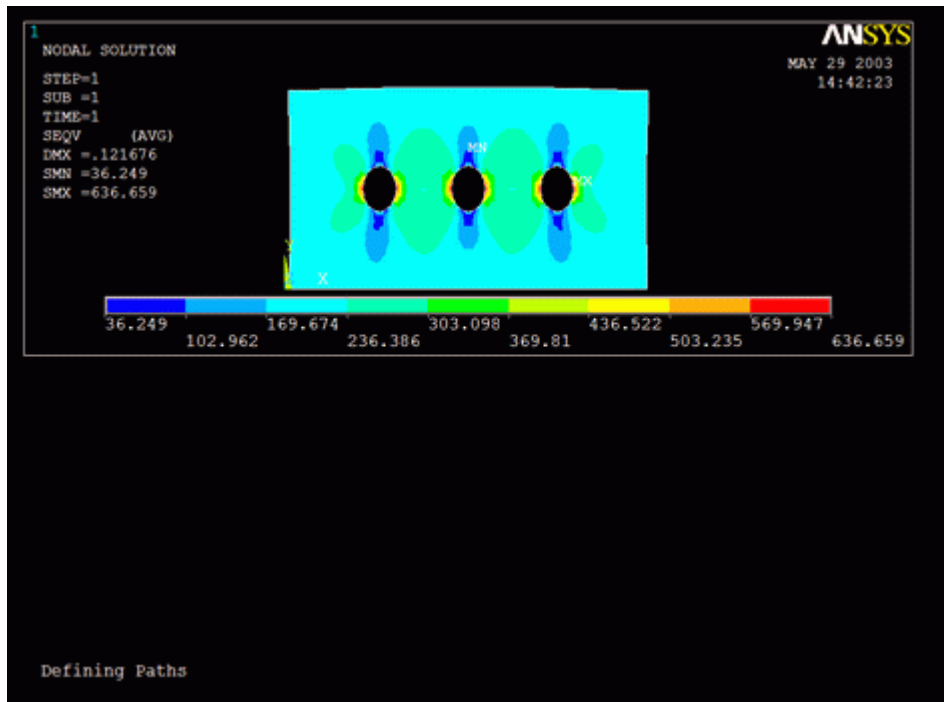 1
ANSYS
NODAL SOLUTION
MAY 29 2003
14:42:23
STEP=1
SUB =1
TIME=1
SEQV (AVG)
DMX =.121676
SMN =36.249
SMX =636.659
MN
MX
Y
X
36.249 169.674 303.098 436.522 569.947
102.962 236.386 369.81 503.235 636.659
Defining Paths